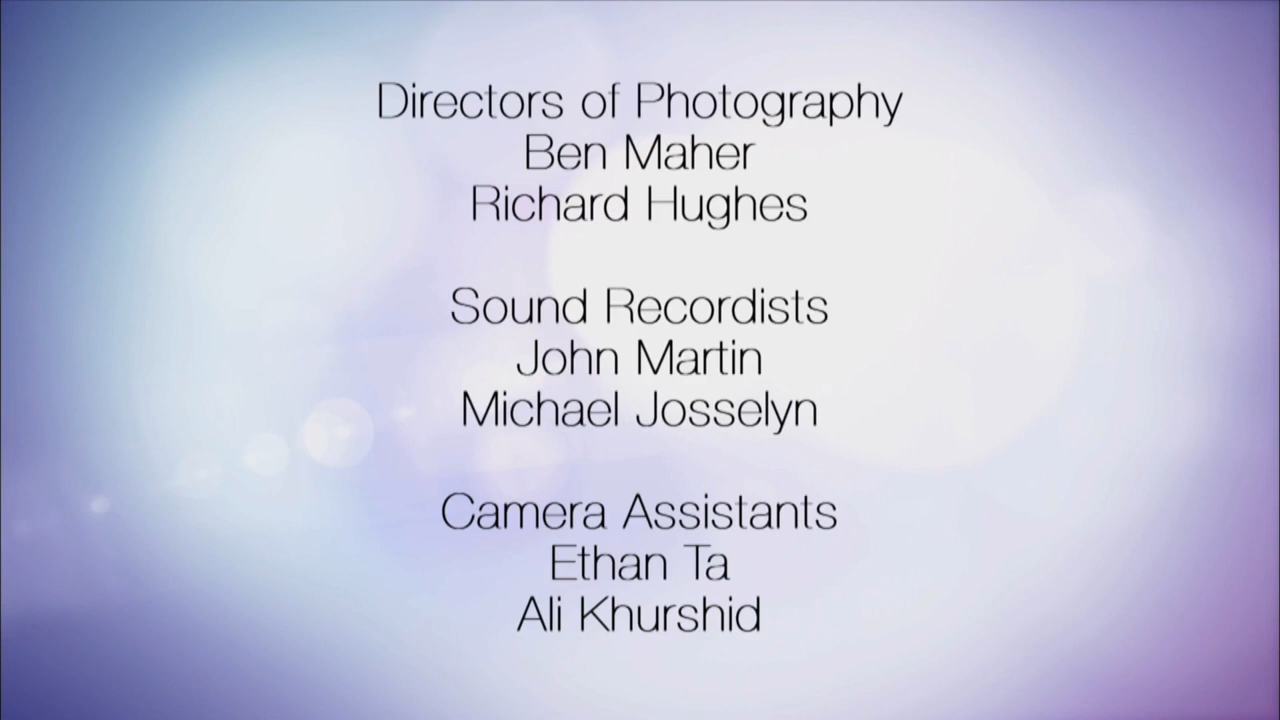 Directors of Photography
Ben Maher
Richard Hughes
Sound Recordists
John Martin
Michael Josselyn
Camera Assistants
Ethan Ta
Ali Khurshid